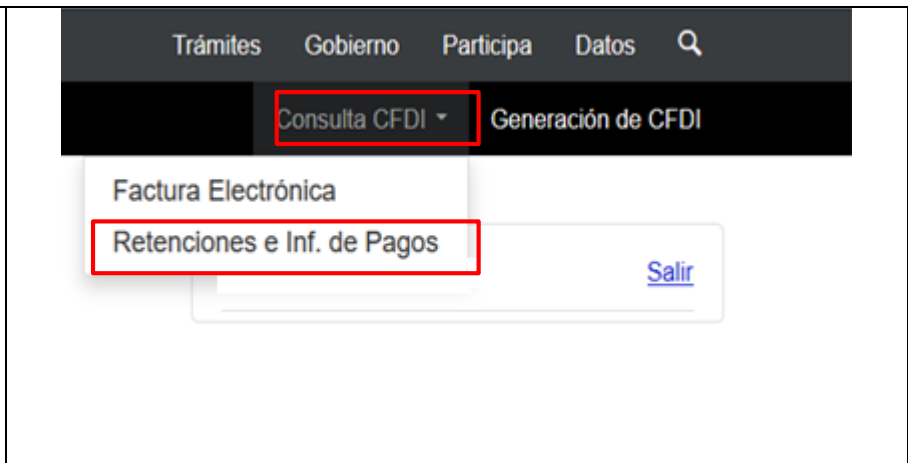 Trámites Gobierno Participa Datos
Consulta CFDI Generación de CFDI
Factura Electrónica
Retenciones e Inf. de Pagos
Salir